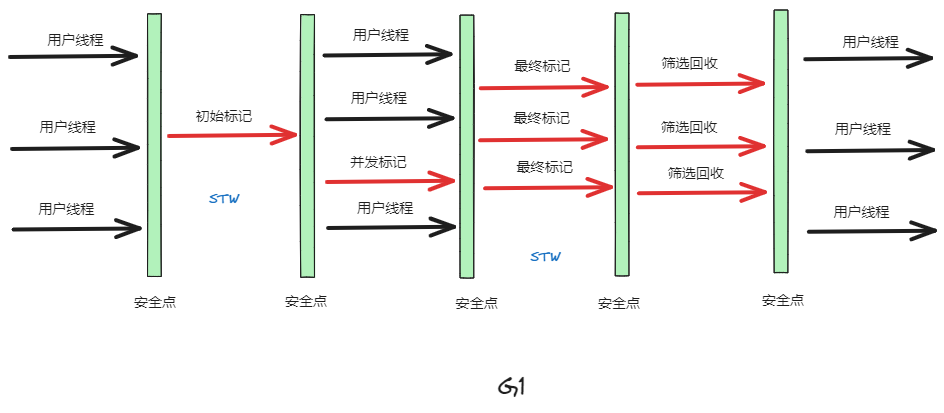 用户线程
用户线程
用户线程
安全点
初始标记
STW
安全点
用户线程
用户线程
并发标记
用户线程
安全点
最终标记
最终标记
最终标记
STW
安全点
筛选回收
筛选回收
筛选回收
安全点
用户线程
用户线程
用户线程
G1